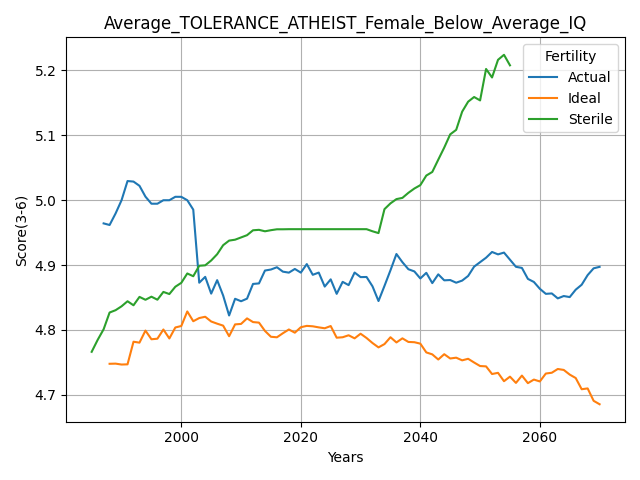 Average_TOLERANCE_ATHEIST_Female_Below_Average_IQ
Fertility
Actual
Ideal
Sterile
Score(3-6)
5.2
5.1
5.0
4.9
4.8
4.7
2000 2020 2040 2060
Years